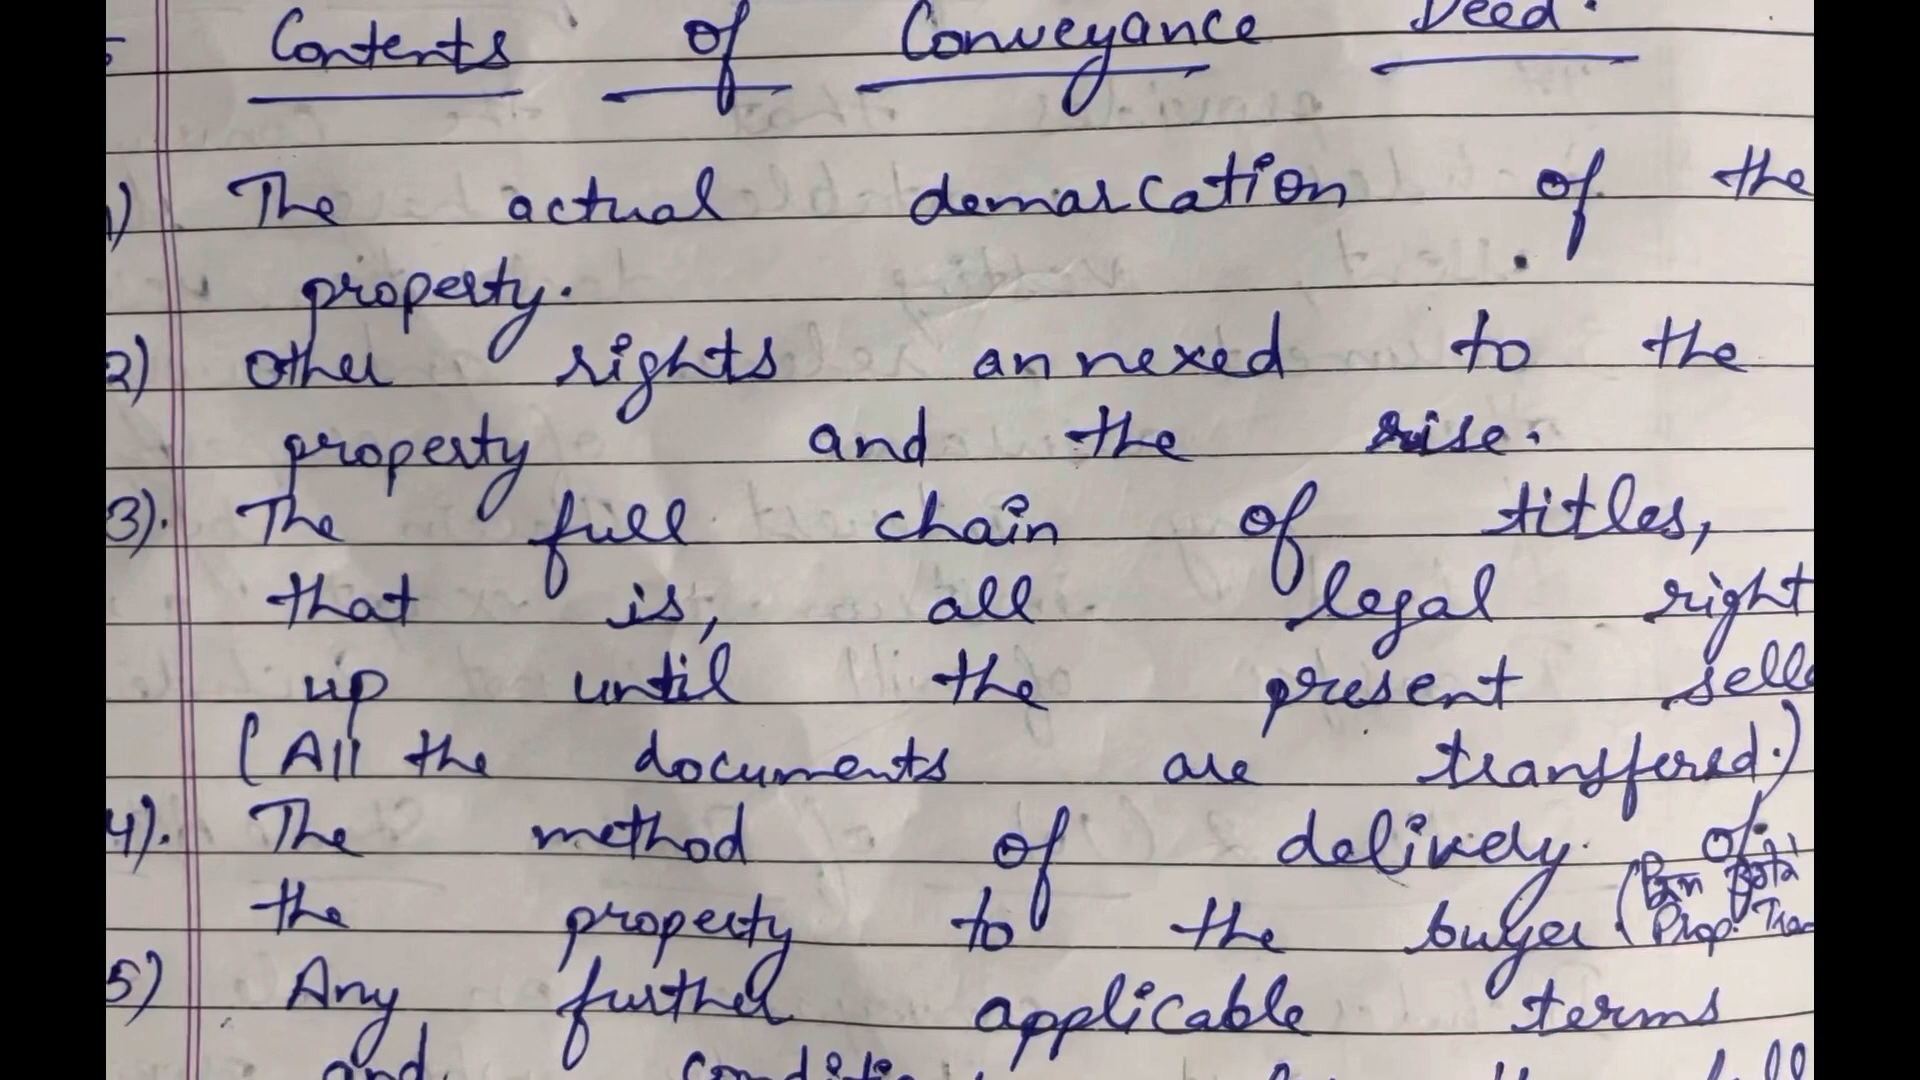 Contents of Conveyance Deed.
1) The actual demarcation of the
property.
2) Other rights annexed to the
property and the rise.
3). The full chain of titles,
that is, all legal right
up until the present selle
(All the documents are transfered.)
4). The method of delivery of
the property to the buyer (
Prop. Tran
5) Any further applicable terms
and